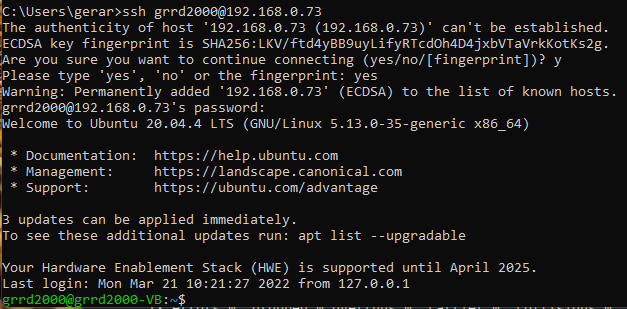 C:\Users\gerar>ssh grrd2000@192.168.0.73
The authenticity of host '192.168.0.73 (192.168.0.73)' can't be established.
ECDSA key fingerprint is SHA256:LKV/ftd4yBB9uyLifyRTcdOh4D4jxbVTaVrkKotKs2g.
Are you sure you want to continue connecting (yes/no/[fingerprint])? y
Please type 'yes', 'no' or the fingerprint: yes
Warning: Permanently added '192.168.0.73' (ECDSA) to the list of known hosts.
grrd2000@192.168.0.73's password:
Welcome to Ubuntu 20.04.4 LTS (GNU/Linux 5.13.0-35-generic x86_64)
* Documentation:  https://help.ubuntu.com
* Management:     https://landscape.canonical.com
* Support:        https://ubuntu.com/advantage
3 updates can be applied immediately.
To see these additional updates run: apt list --upgradable
Your Hardware Enablement Stack (HWE) is supported until April 2025.
Last login: Mon Mar 21 10:21:27 2022 from 127.0.0.1
grrd2000@grrd2000-VB:~$